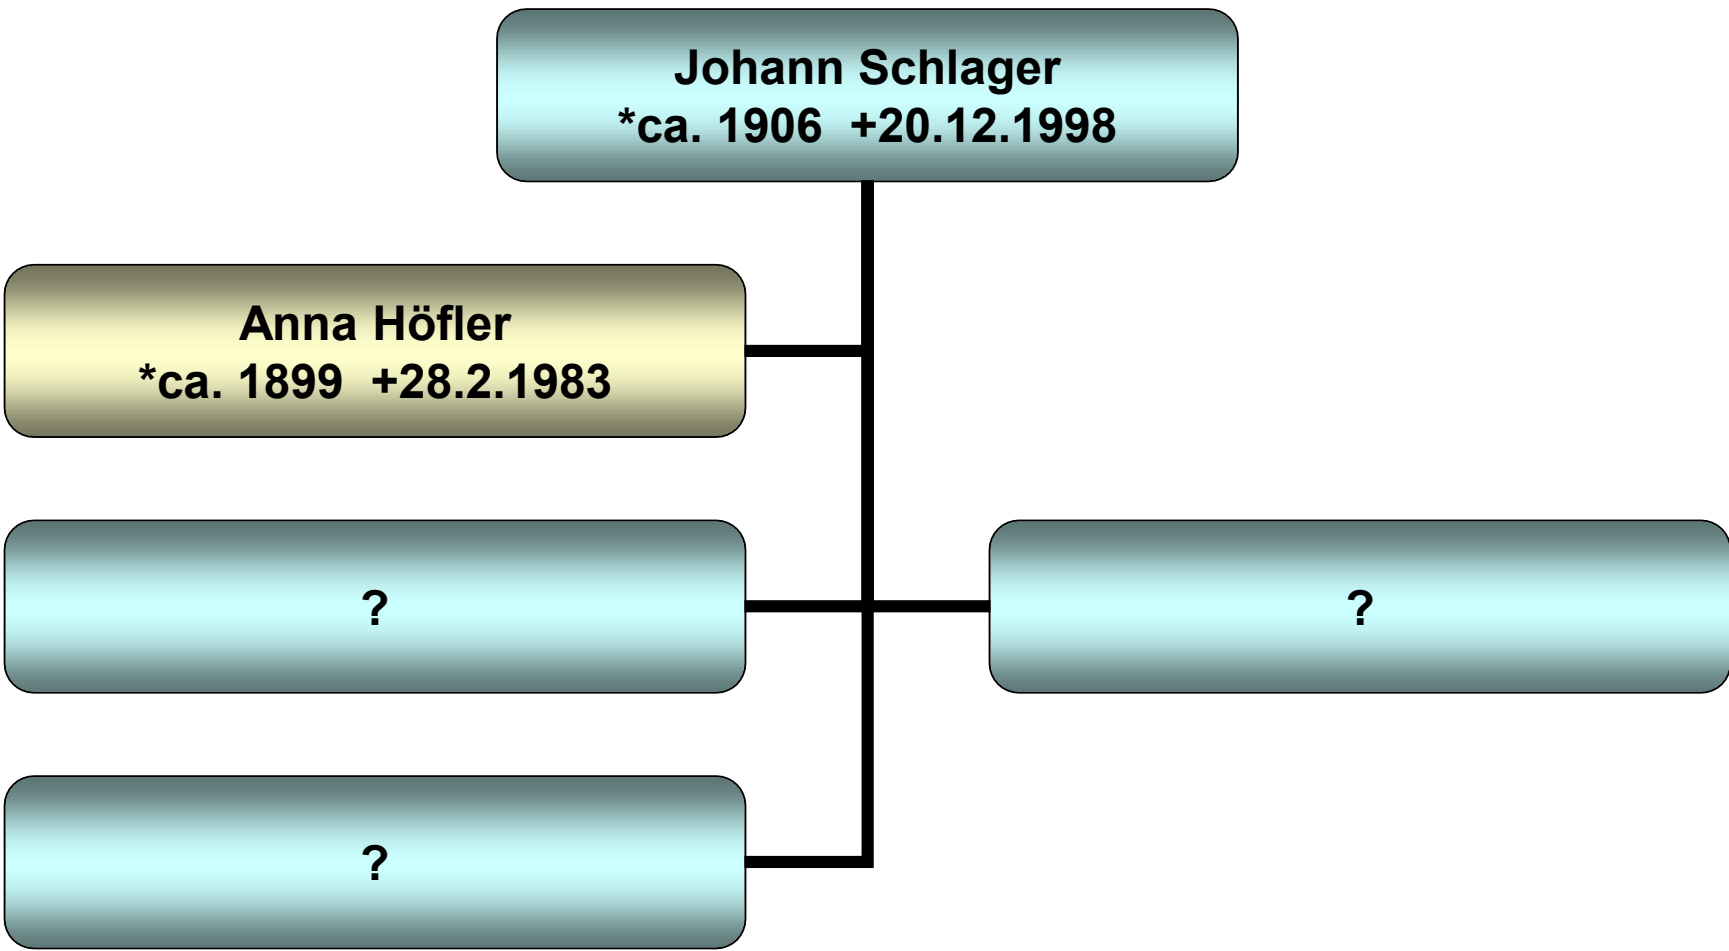 Johann Schlager
*ca. 1906  +20.12.1998
Anna Höfler
*ca. 1899  +28.2.1983
?
?
?